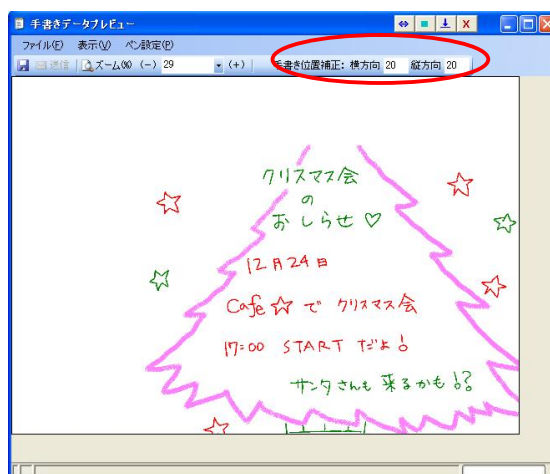 手書きデータプレビュー
X
ファイル(F) 表示(V) ペン設定(P)
送信 ズーム(%) (-) 29 (+) 手書き位置補正: 横方向 20 縦方向 20
クリスマス会
の
おしらせ♡
12月24日
Cafe☆で クリスマス会
17:00 START だよ!
サンタさんも 来るかも!?